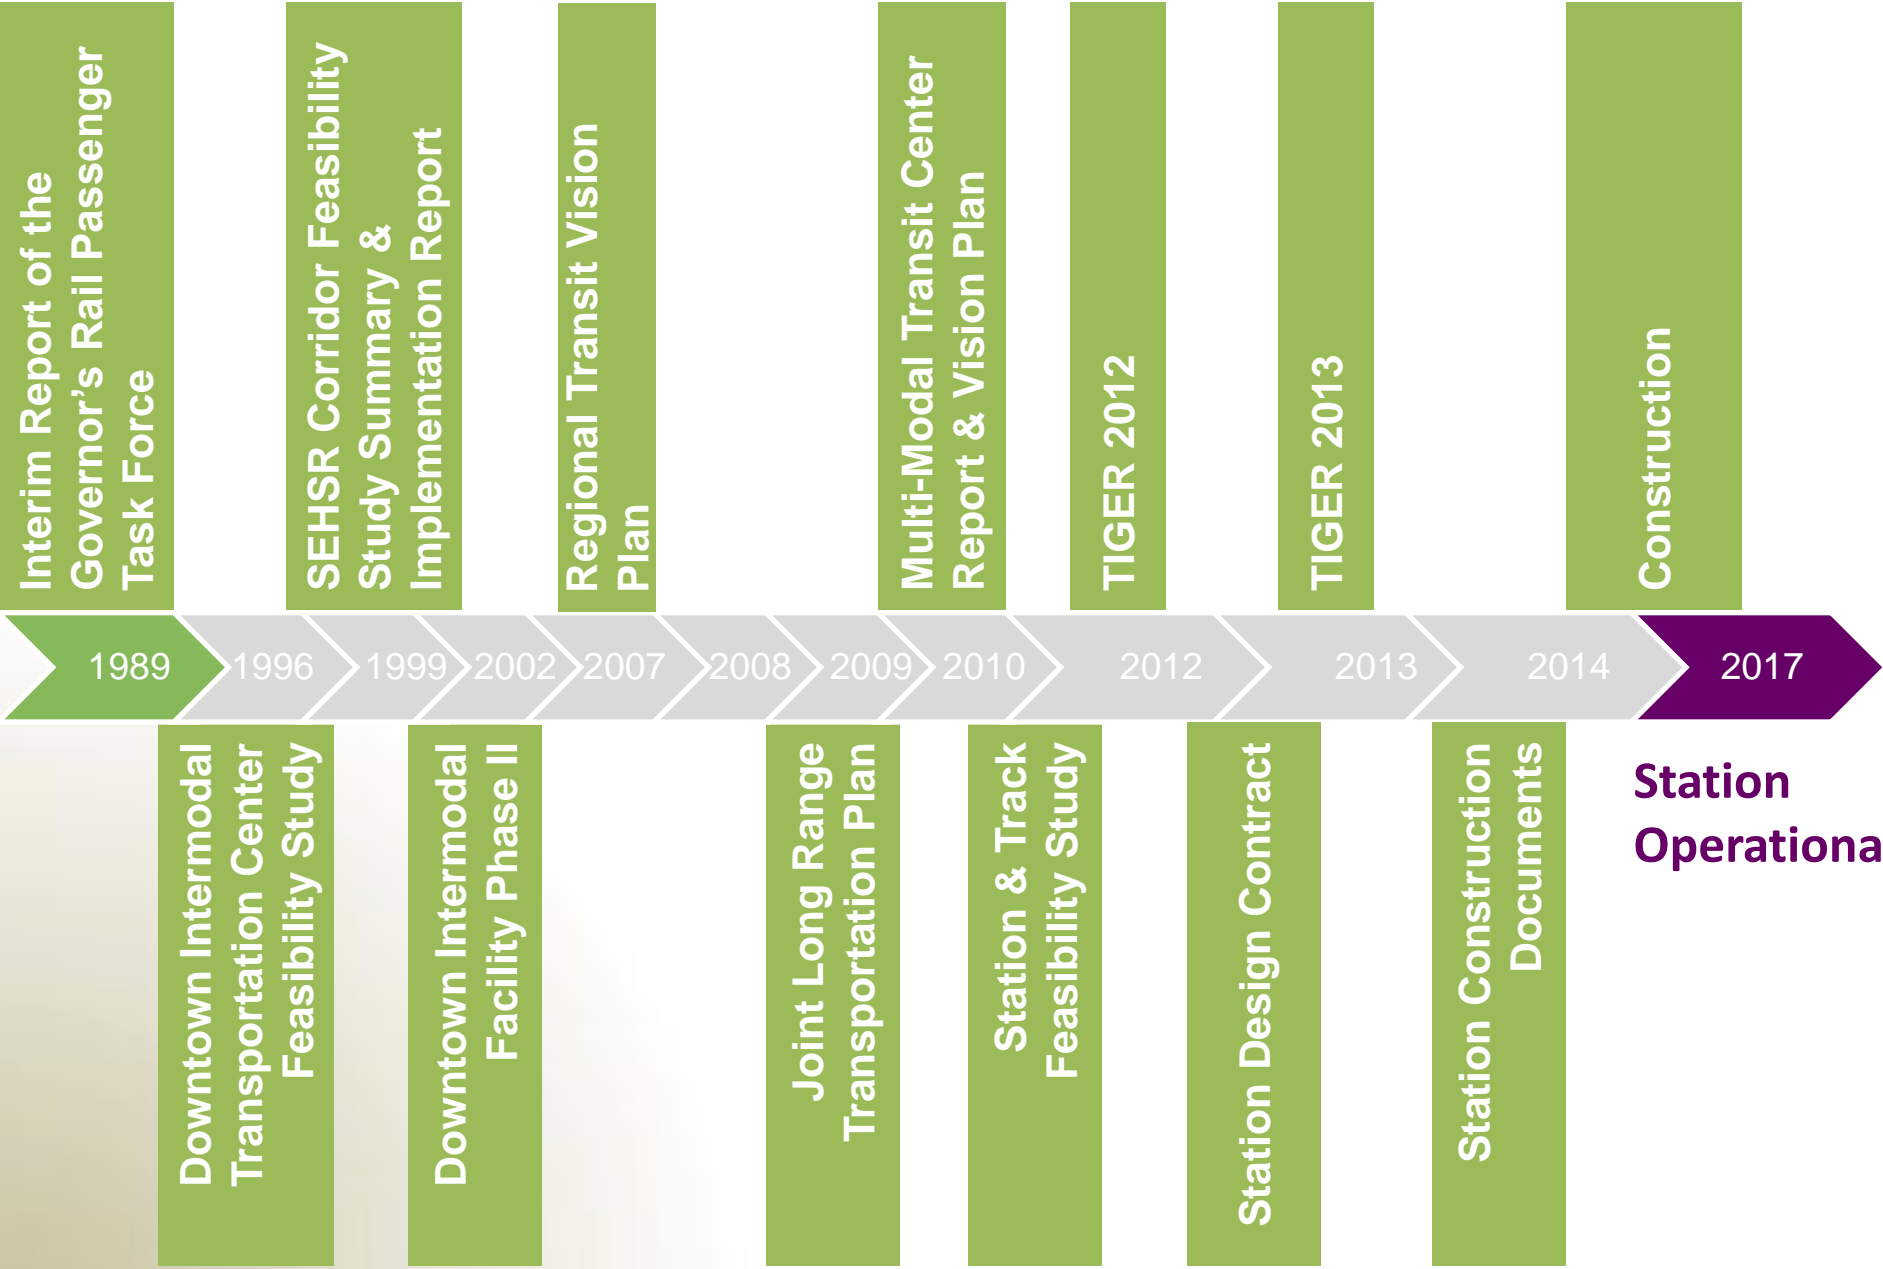 Interim Report of the
Governor’s Rail Passenger
Task Force
SEHSR Corridor Feasibility
Study Summary &
Implementation Report
Regional Transit Vision
Plan
Multi-Modal Transit Center
Report & Vision Plan
TIGER 2012
TIGER 2013
Construction
1989
1996
1999
2002
2007
2008
2009
2010
2012
2013
2014
2017
Downtown Intermodal
Transportation Center
Feasibility Study
Downtown Intermodal
Facility Phase II
Joint Long Range
Transportation Plan
Station & Track
Feasibility Study
Station Design Contract
Station Construction
Documents
Station
Operationa